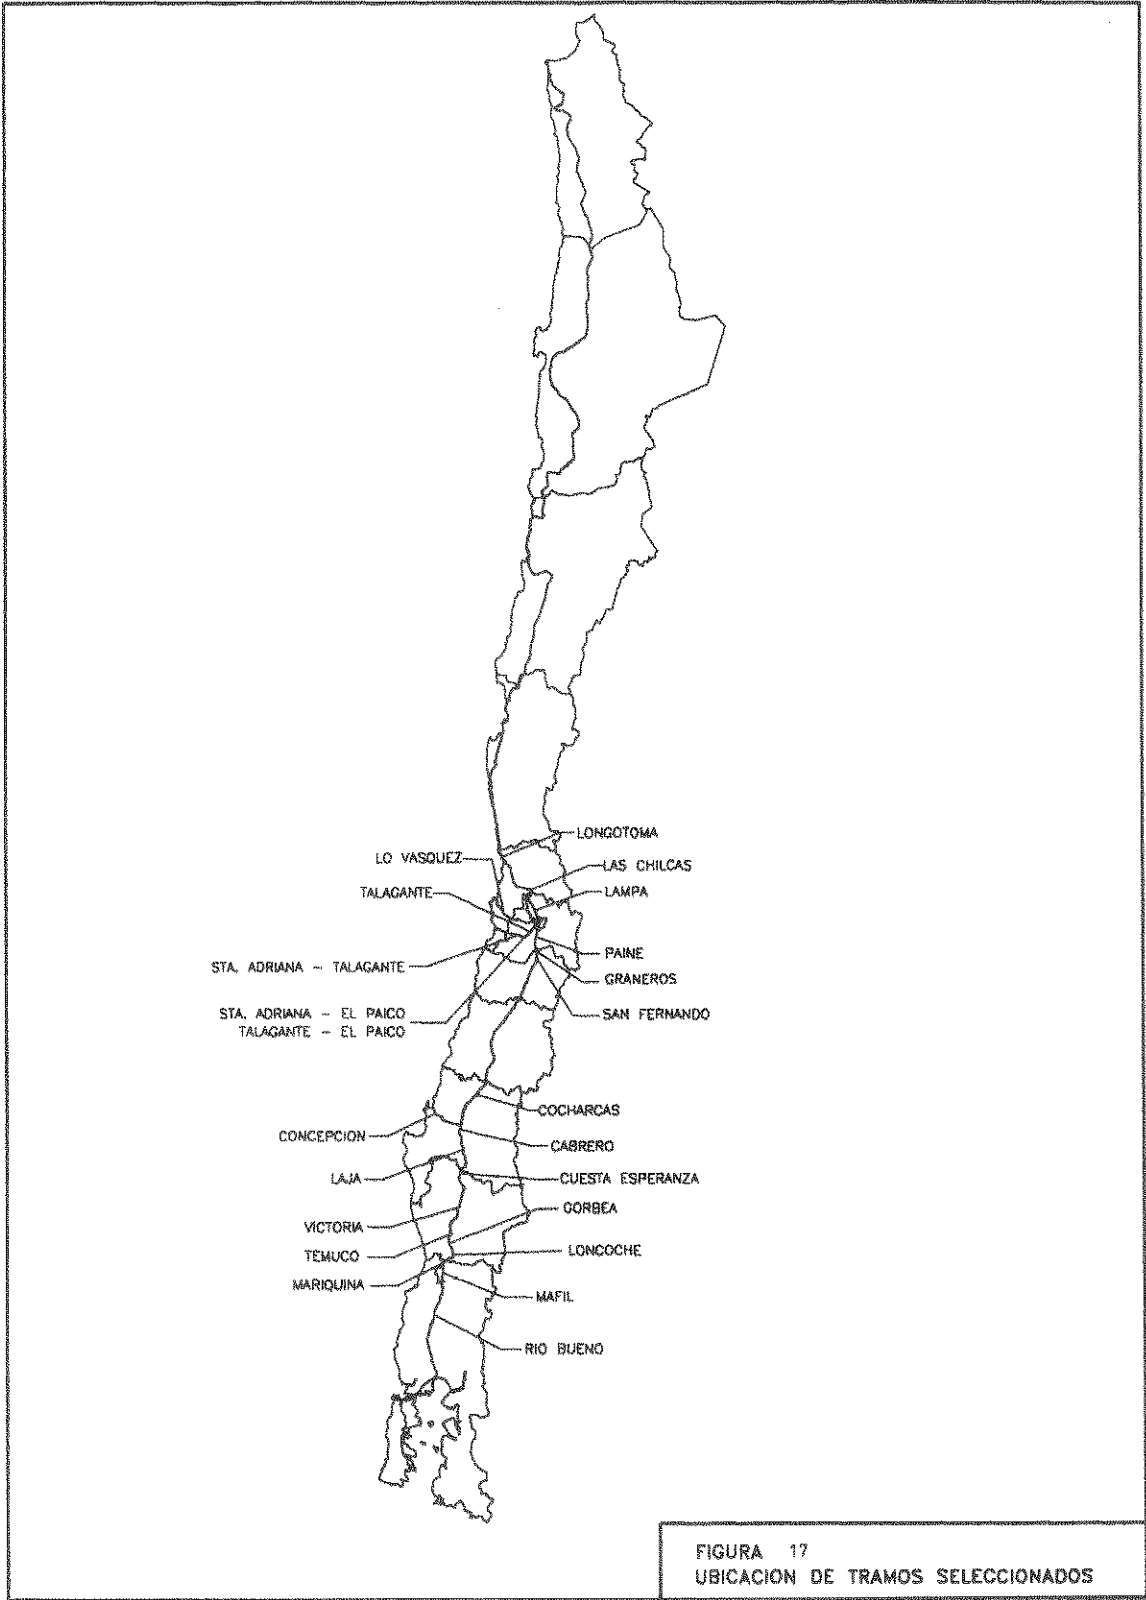 LONGOTOMA
LO VASQUEZ
LAS CHILCAS
TALAGANTE
LAMPA
PAINE
STA. ADRIANA - TALAGANTE
GRANEROS
STA. ADRIANA - EL PAICO
SAN FERNANDO
TALAGANTE - EL PAICO
COCHARCAS
CONCEPCION
CABRERO
LAJA
CUESTA ESPERANZA
GORBEA
VICTORIA
LONCOCHE
TEMUCO
MARIQUINA
MAFIL
RIO BUENO
FIGURA 17
UBICACION DE TRAMOS SELECCIONADOS